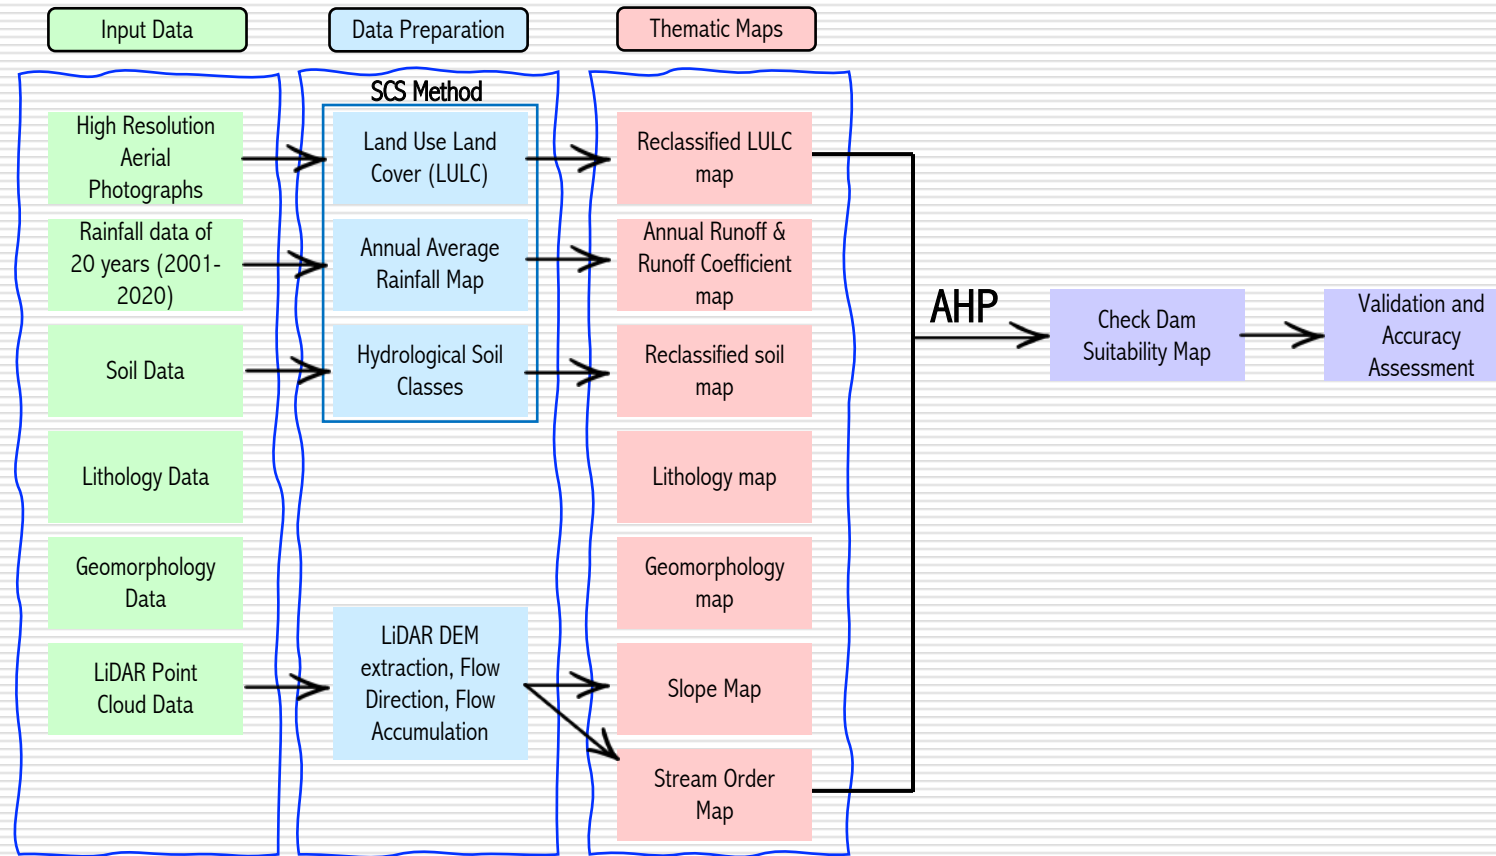 Input Data
Data Preparation
Thematic Maps
SCS Method
High Resolution
Aerial
Photographs
Land Use Land
Cover (LULC)
Reclassified LULC
map
Rainfall data of
20 years (2001-
2020)
Annual Average
Rainfall Map
Annual Runoff &
Runoff Coefficient
map
Soil Data
Hydrological Soil
Classes
Reclassified soil
map
Lithology Data
Lithology map
Geomorphology
Data
Geomorphology
map
LiDAR Point
Cloud Data
LiDAR DEM
extraction, Flow
Direction, Flow
Accumulation
Slope Map
Stream Order
Map
AHP
Check Dam
Suitability Map
Validation and
Accuracy
Assessment